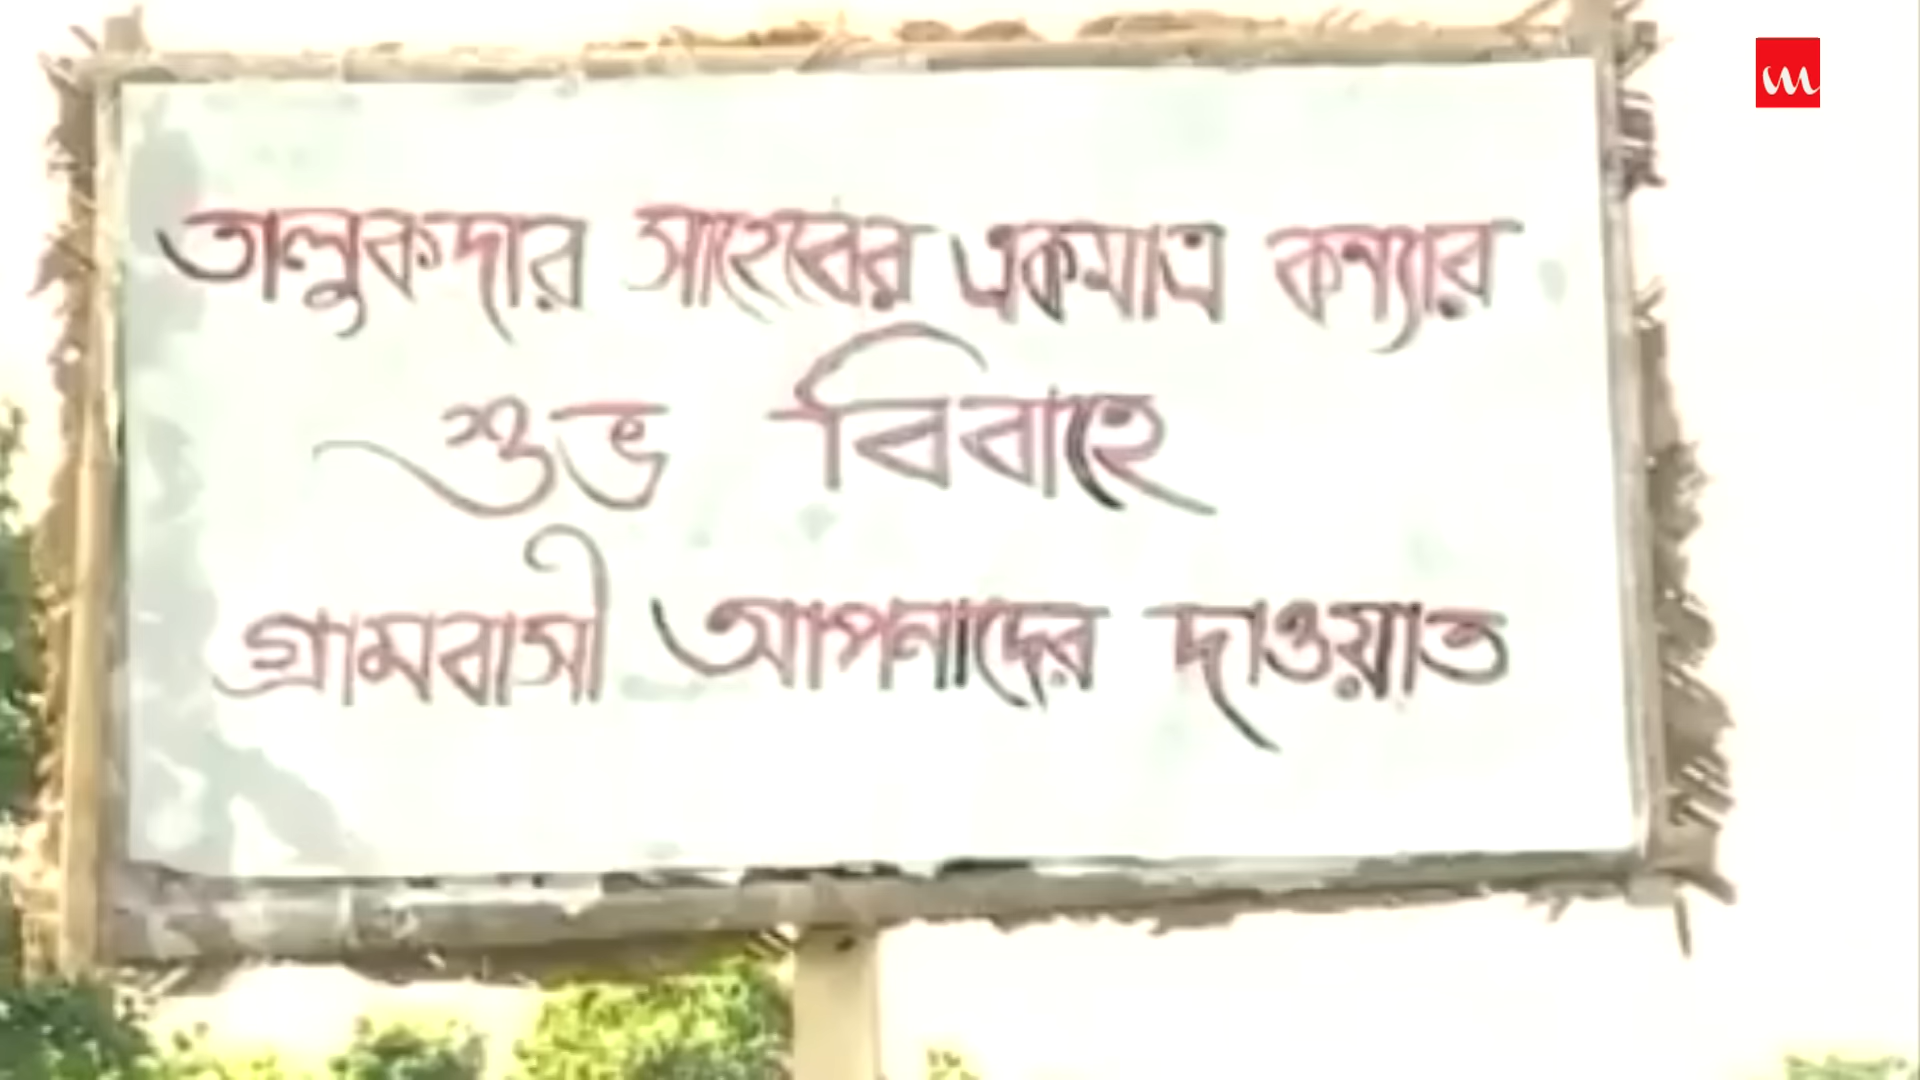 তালুকদার সাহেবের একমাত্র কন্যার
শুভ বিবাহে
গ্রামবাসী আপনাদের দাওয়াত